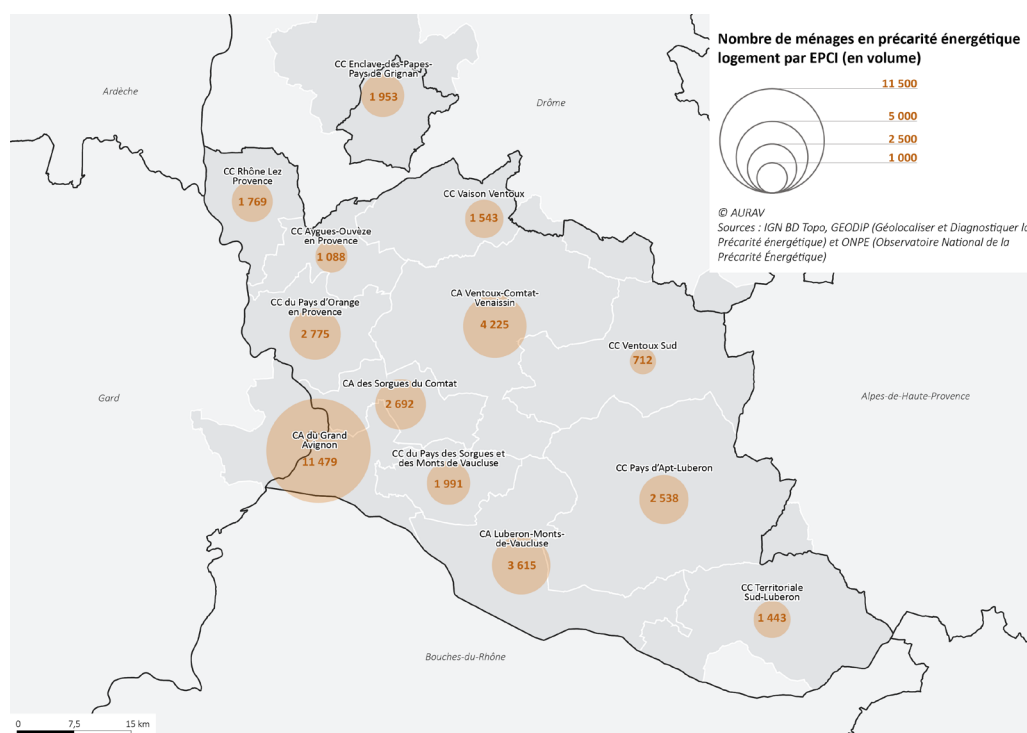 Nombre de ménages en précarité énergétique
logement par EPCI (en volume)
11 500
5 000
2 500
1 000
© AURAV
Sources : IGN BD Topo, GEODIP (Géolocaliser et Diagnostiquer l
Précarité énergétique) et ONPE (Observatoire National de la
Précarité Énergétique)
Ardèche
Drôme
CC Enclave-des-Papes-
Pays de Grignan
1 953
CC Rhône Lez
Provence
1 769
CC Vaison Ventoux
1 543
CC Aygues-Ouvèze
en Provence
1 088
CC du Pays d'Orange
en Provence
2 775
CA Ventoux-Comtat-
Venaissin
4 225
CC Ventoux Sud
712
Gard
Alpes-de-Haute-Provence
CA des Sorgues du Comtat
2 692
CA du Grand
Avignon
11 479
CC du Pays des Sorgues et
des Monts de Vaucluse
1 991
CC Pays d'Apt-Luberon
2 538
CA Luberon-Monts-
de-Vaucluse
3 615
CC Territoriale
Sud-Luberon
1 443
Bouches-du-Rhône
0 7,5 15 km